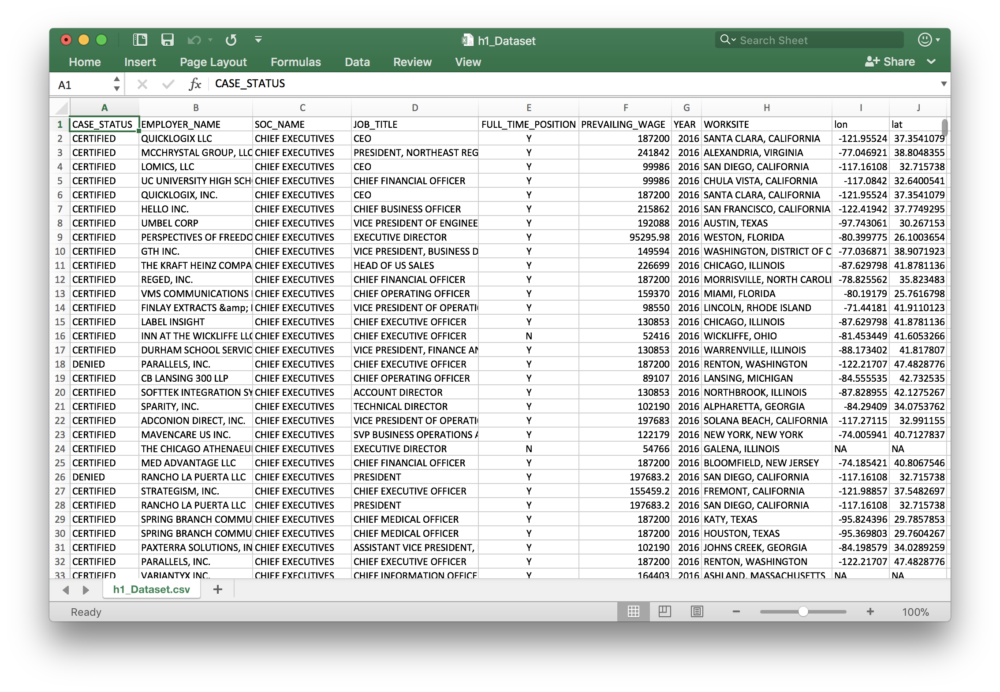 h1_Dataset
Search Sheet
Home Insert Page Layout Formulas Data Review View Share
A1 fx CASE_STATUS
A B C D E F G H I J
1 CASE_STATUS EMPLOYER_NAME SOC_NAME JOB_TITLE FULL_TIME_POSITION PREVAILING_WAGE YEAR WORKSITE lon lat
2 CERTIFIED QUICKLOGIX LLC CHIEF EXECUTIVES CEO Y 187200 2016 SANTA CLARA, CALIFORNIA -121.95524 37.3541079
3 CERTIFIED MCCHRYSTAL GROUP, LLC CHIEF EXECUTIVES PRESIDENT, NORTHEAST REG Y 241842 2016 ALEXANDRIA, VIRGINIA -77.046921 38.8048355
4 CERTIFIED LOMICS, LLC CHIEF EXECUTIVES CEO Y 99986 2016 SAN DIEGO, CALIFORNIA -117.16108 32.715738
5 CERTIFIED UC UNIVERSITY HIGH SCH CHIEF EXECUTIVES CHIEF FINANCIAL OFFICER Y 99986 2016 CHULA VISTA, CALIFORNIA -117.0842 32.6400541
6 CERTIFIED QUICKLOGIX, INC. CHIEF EXECUTIVES CEO Y 187200 2016 SANTA CLARA, CALIFORNIA -121.95524 37.3541079
7 CERTIFIED HELLO INC. CHIEF EXECUTIVES CHIEF BUSINESS OFFICER Y 215862 2016 SAN FRANCISCO, CALIFORNIA -122.41942 37.7749295
8 CERTIFIED UMBEL CORP CHIEF EXECUTIVES VICE PRESIDENT OF ENGINEE Y 192088 2016 AUSTIN, TEXAS -97.743061 30.267153
9 CERTIFIED PERSPECTIVES OF FREEDO CHIEF EXECUTIVES EXECUTIVE DIRECTOR Y 95295.98 2016 WESTON, FLORIDA -80.399775 26.1003654
10 CERTIFIED GTH INC. CHIEF EXECUTIVES VICE PRESIDENT, BUSINESS D Y 149594 2016 WASHINGTON, DISTRICT OF C -77.036871 38.9071923
11 CERTIFIED THE KRAFT HEINZ COMPA CHIEF EXECUTIVES HEAD OF US SALES Y 226699 2016 CHICAGO, ILLINOIS -87.629798 41.8781136
12 CERTIFIED REGED, INC. CHIEF EXECUTIVES CHIEF FINANCIAL OFFICER Y 187200 2016 MORRISVILLE, NORTH CAROLI -78.825562 35.823483
13 CERTIFIED VMS COMMUNICATIONS CHIEF EXECUTIVES CHIEF OPERATING OFFICER Y 159370 2016 MIAMI, FLORIDA -80.19179 25.7616798
14 CERTIFIED FINLAY EXTRACTS &amp; CHIEF EXECUTIVES VICE PRESIDENT OF OPERATI Y 98550 2016 LINCOLN, RHODE ISLAND -71.44181 41.9110123
15 CERTIFIED LABEL INSIGHT CHIEF EXECUTIVES CHIEF EXECUTIVE OFFICER Y 130853 2016 CHICAGO, ILLINOIS -87.629798 41.8781136
16 CERTIFIED INN AT THE WICKLIFFE LLC CHIEF EXECUTIVES CHIEF EXECUTIVE OFFICER N 52416 2016 WICKLIFFE, OHIO -81.453449 41.6053266
17 CERTIFIED DURHAM SCHOOL SERVIC CHIEF EXECUTIVES VICE PRESIDENT, FINANCE AN Y 130853 2016 WARRENVILLE, ILLINOIS -88.173402 41.817807
18 DENIED PARALLELS, INC. CHIEF EXECUTIVES CHIEF EXECUTIVE OFFICER Y 187200 2016 RENTON, WASHINGTON -122.21707 47.4828776
19 CERTIFIED CB LANSING 300 LLP CHIEF EXECUTIVES CHIEF OPERATING OFFICER Y 89107 2016 LANSING, MICHIGAN -84.555535 42.732535
20 CERTIFIED SOFTTEK INTEGRATION SY CHIEF EXECUTIVES ACCOUNT DIRECTOR Y 130853 2016 NORTHBROOK, ILLINOIS -87.828955 42.1275267
21 CERTIFIED SPARITY, INC. CHIEF EXECUTIVES TECHNICAL DIRECTOR Y 102190 2016 ALPHARETTA, GEORGIA -84.29409 34.0753762
22 CERTIFIED ADCONION DIRECT, INC. CHIEF EXECUTIVES VICE PRESIDENT OF OPERATI Y 197683 2016 SOLANA BEACH, CALIFORNIA -117.27115 32.991155
23 CERTIFIED MAVENCARE US INC. CHIEF EXECUTIVES SVP BUSINESS OPERATIONS A Y 122179 2016 NEW YORK, NEW YORK -74.005941 40.7127837
24 CERTIFIED THE CHICAGO ATHENAEU CHIEF EXECUTIVES EXECUTIVE DIRECTOR N 54766 2016 GALENA, ILLINOIS NA NA
25 CERTIFIED MED ADVANTAGE LLC CHIEF EXECUTIVES CHIEF FINANCIAL OFFICER Y 187200 2016 BLOOMFIELD, NEW JERSEY -74.185421 40.8067546
26 DENIED RANCHO LA PUERTA LLC CHIEF EXECUTIVES PRESIDENT Y 197683.2 2016 SAN DIEGO, CALIFORNIA -117.16108 32.715738
27 CERTIFIED STRATEGISM, INC. CHIEF EXECUTIVES CHIEF EXECUTIVE OFFICER Y 155459.2 2016 FREMONT, CALIFORNIA -121.98857 37.5482697
28 CERTIFIED RANCHO LA PUERTA LLC CHIEF EXECUTIVES PRESIDENT Y 197683.2 2016 SAN DIEGO, CALIFORNIA -117.16108 32.715738
29 CERTIFIED SPRING BRANCH COMMU CHIEF EXECUTIVES CHIEF MEDICAL OFFICER Y 187200 2016 KATY, TEXAS -95.824396 29.7857853
30 CERTIFIED SPRING BRANCH COMMU CHIEF EXECUTIVES CHIEF MEDICAL OFFICER Y 187200 2016 HOUSTON, TEXAS -95.369803 29.7604267
31 CERTIFIED PAXTERRA SOLUTIONS, IN CHIEF EXECUTIVES ASSISTANT VICE PRESIDENT, Y 102190 2016 JOHNS CREEK, GEORGIA -84.198579 34.0289259
32 CERTIFIED PARALLELS, INC. CHIEF EXECUTIVES CHIEF EXECUTIVE OFFICER Y 187200 2016 RENTON, WASHINGTON -122.21707 47.4828776
33 CERTIFIED VARIANTYX INC. CHIEF EXECUTIVES CHIEF INFORMATION OFFICE Y 164403 2016 ASHLAND, MASSACHUSETTS NA NA
h1_Dataset.csv
Ready 100%